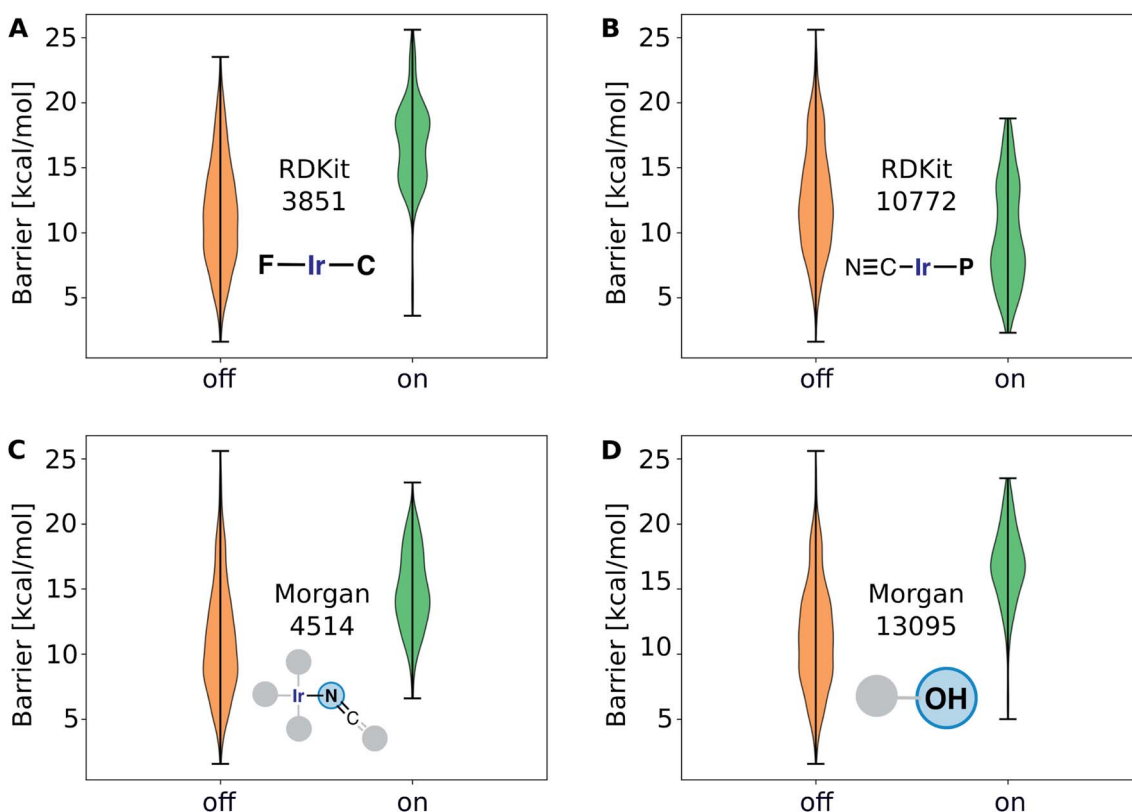 A
Barrier [kcal/mol]
25
20
15
10
5
RDKit
3851
F—Ir—C
off
on
B
Barrier [kcal/mol]
25
20
15
10
5
RDKit
10772
N≡C–Ir–P
off
on
C
Barrier [kcal/mol]
25
20
15
10
5
Morgan
4514
Ir
N
C
off
on
D
Barrier [kcal/mol]
25
20
15
10
5
Morgan
13095
OH
off
on